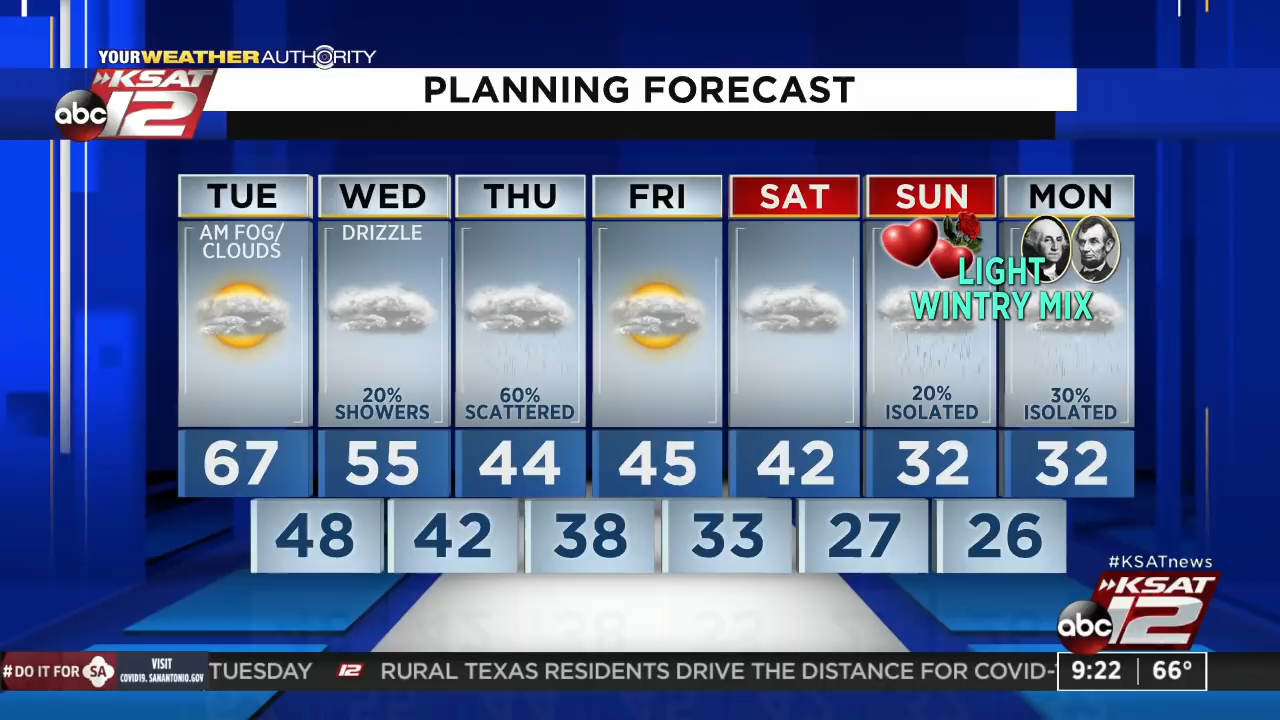 YOURWEATHERAUTHORITY
KSAT
abc 12
PLANNING FORECAST
TUE WED THU FRI SAT SUN MON
AM FOG/
CLOUDS
DRIZZLE
LIGHT
WINTRY MIX
20%
SHOWERS
60%
SCATTERED
20%
ISOLATED
30%
ISOLATED
67 55 44 45 42 32 32
48 42 38 33 27 26
#KSATnews
KSAT
abc 12
#DO IT FOR SA
VISIT
COVID19.SANANTONIO.GOV
TUESDAY 12 RURAL TEXAS RESIDENTS DRIVE THE DISTANCE FOR COVID-
9:22 66°